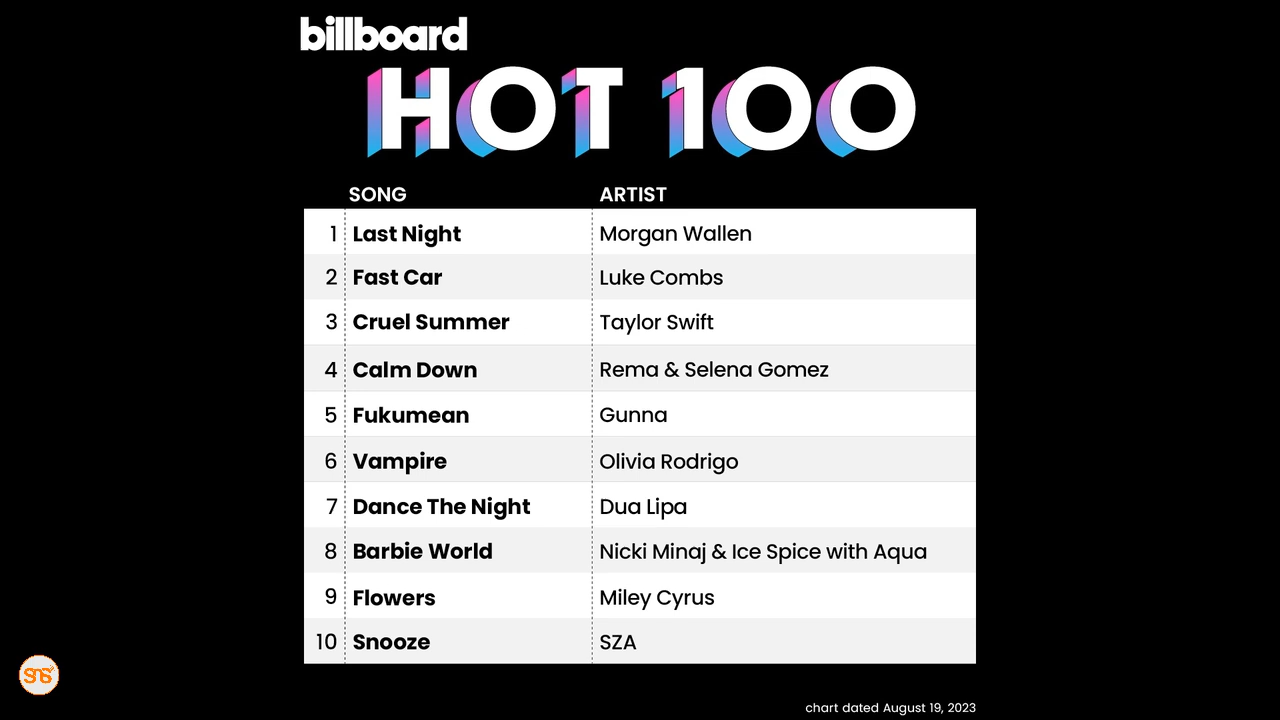 billboard
HOT 100
SONG ARTIST
1 Last Night Morgan Wallen
2 Fast Car Luke Combs
3 Cruel Summer Taylor Swift
4 Calm Down Rema & Selena Gomez
5 Fukumean Gunna
6 Vampire Olivia Rodrigo
7 Dance The Night Dua Lipa
8 Barbie World Nicki Minaj & Ice Spice with Aqua
9 Flowers Miley Cyrus
10 Snooze SZA
chart dated August 19, 2023